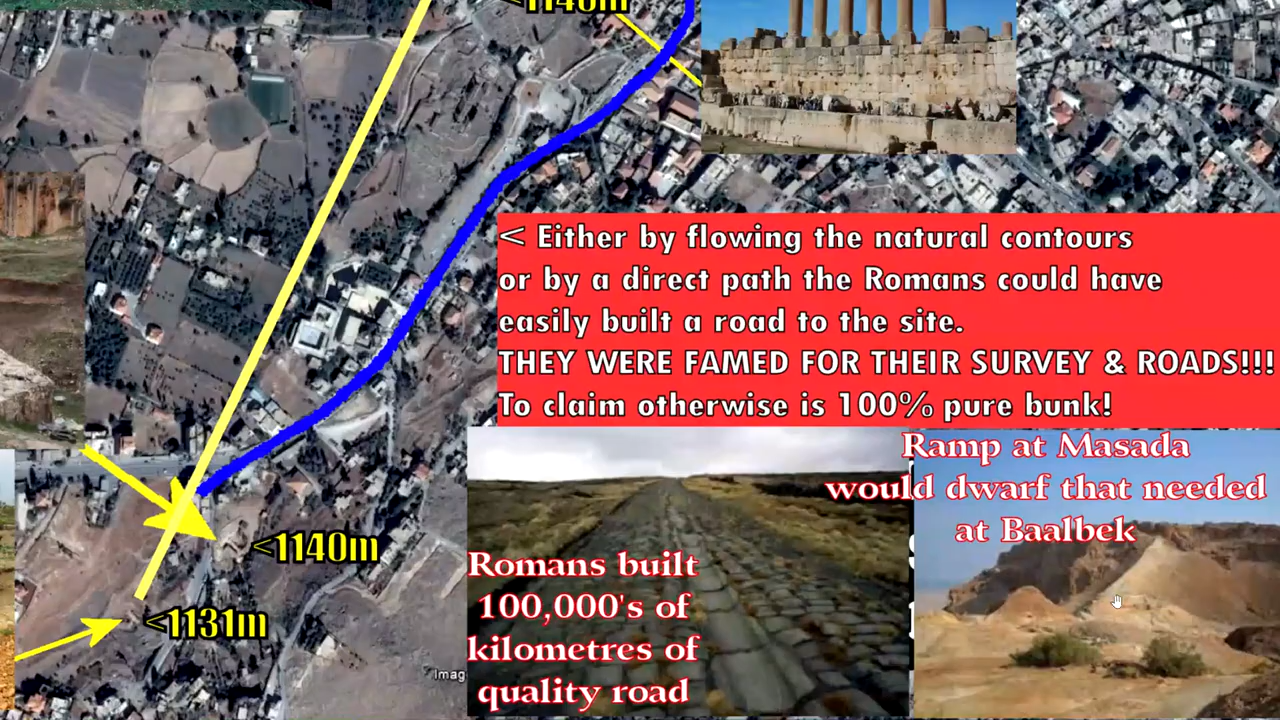 <1140m
< Either by flowing the natural contours
or by a direct path the Romans could have
easily built a road to the site.
THEY WERE FAMED FOR THEIR SURVEY & ROADS!!!
To claim otherwise is 100% pure bunk!
Ramp at Masada
would dwarf that needed
at Baalbek
<1140m
Romans built
100,000's of
kilometres of
quality road
<1131m
Imag